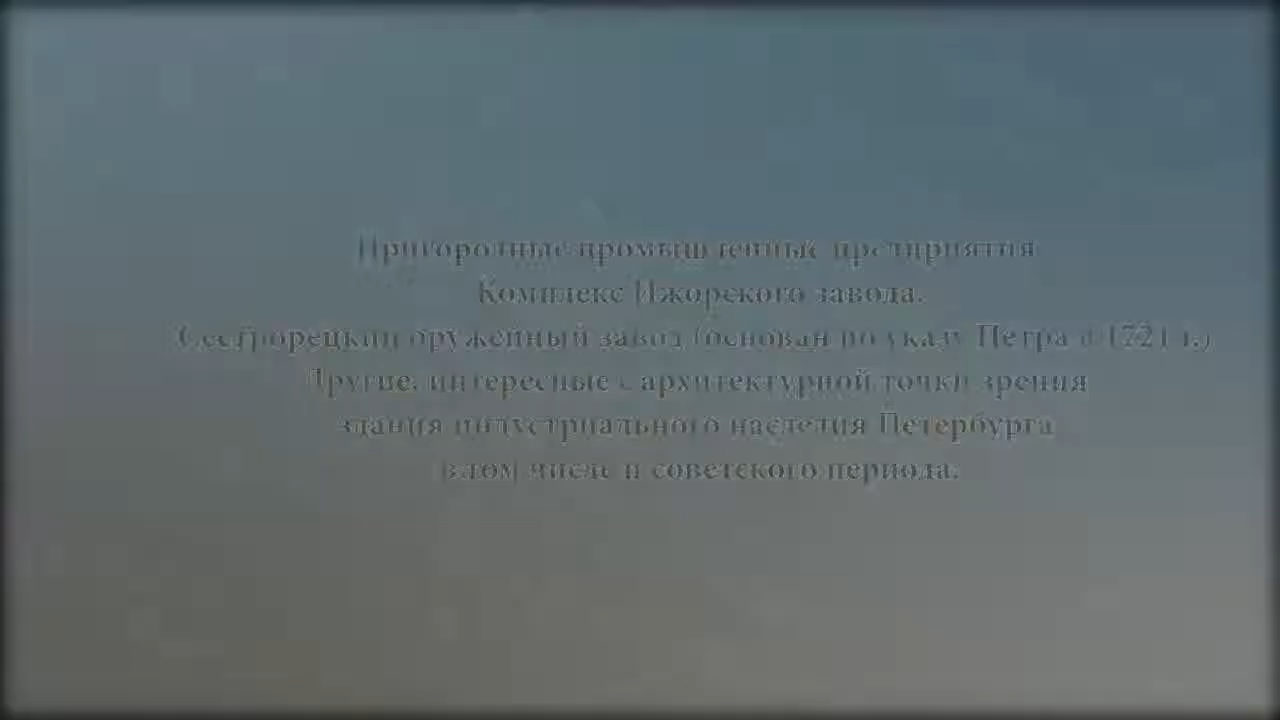 Пригородные промышленные предприятия
Комплекс Ижорского завода.
Сестрорецкий оружейный завод (основан по указу Петра в 1721 г.)
Другие, интересные с архитектурной точки зрения
здания индустриального наследия Петербурга
в том числе и советского периода.